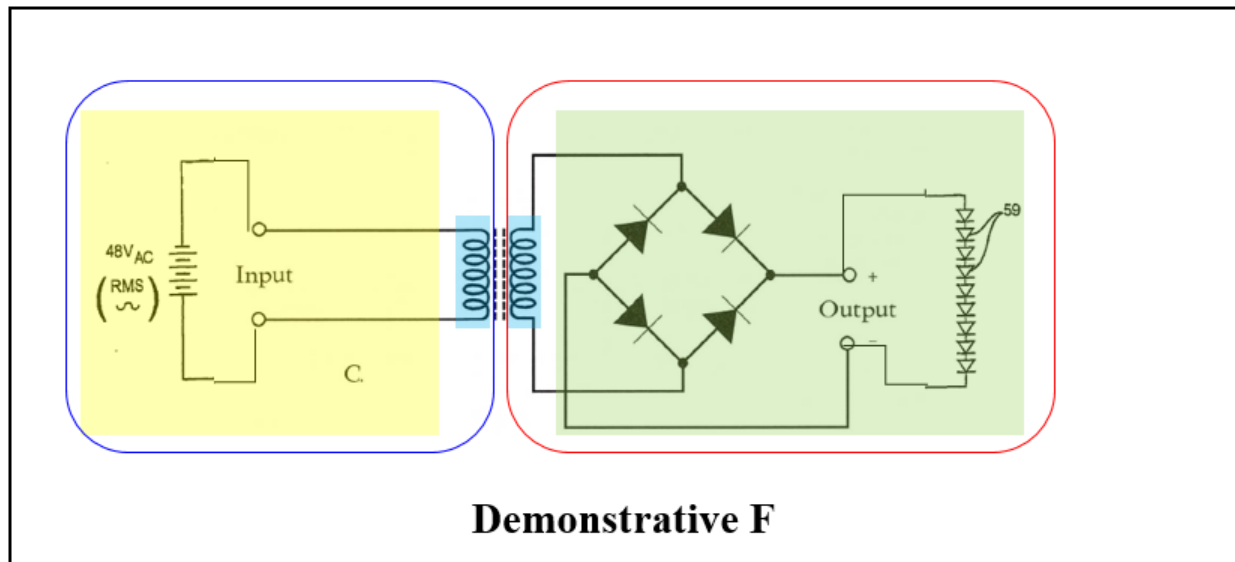 48VAC
(RMS
∼)
Input
C.
+
Output
−
59
Demonstrative F